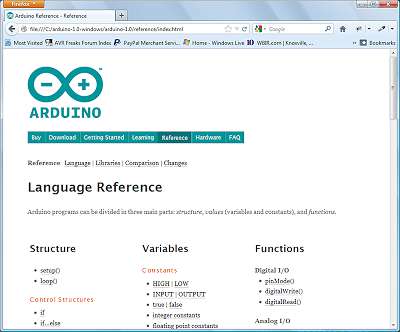 Firefox
Arduino Reference - Reference
file:///C:/arduino-1.0-windows/arduino-1.0/reference/index.html
Google
Most Visited AVR Freaks Forum Index PayPal Merchant Serv... Home - Windows Live WBIR.com | Knoxville, ... Bookmarks
ARDUINO
Buy Download Getting Started Learning Reference Hardware FAQ
Reference Language | Libraries | Comparison | Changes
Language Reference
Arduino programs can be divided in three main parts: structure, values (variables and constants), and functions.
Structure Variables Functions
setup()
loop()
Control Structures
if
if...else
Constants
HIGH | LOW
INPUT | OUTPUT
true | false
integer constants
floating point constants
Digital I/O
pinMode()
digitalWrite()
digitalRead()
Analog I/O